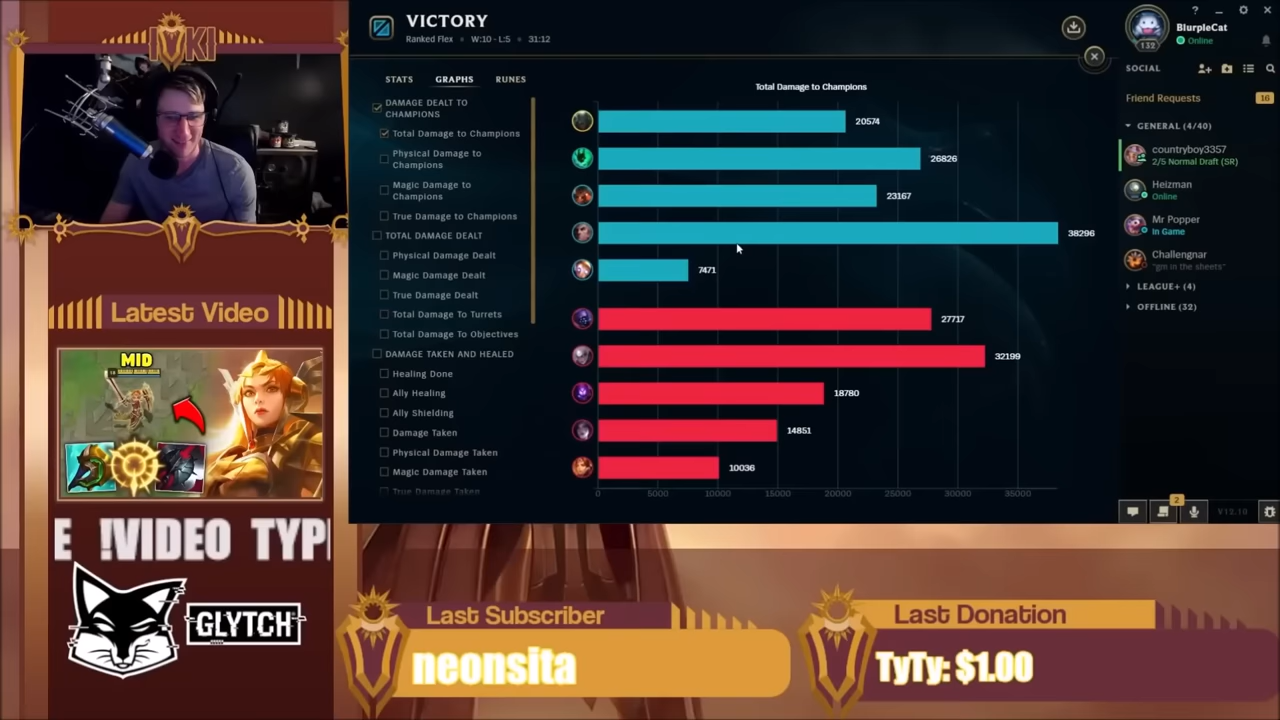 IOKI
VICTORY
Ranked Flex • W:10 - L:5 • 31:12
STATS
GRAPHS
RUNES
DAMAGE DEALT TO
CHAMPIONS
Total Damage to Champions
Physical Damage to
Champions
Magic Damage to
Champions
True Damage to Champions
TOTAL DAMAGE DEALT
Physical Damage Dealt
Magic Damage Dealt
True Damage Dealt
Total Damage To Turrets
Total Damage To Objectives
DAMAGE TAKEN AND HEALED
Healing Done
Ally Healing
Ally Shielding
Damage Taken
Physical Damage Taken
Magic Damage Taken
True Damage Taken
Total Damage to Champions
20574
26826
23167
38296
7471
27717
32199
18780
14851
10036
0 5000 10000 15000 20000 25000 30000 35000
?
132
BlurpleCat
Online
SOCIAL
Friend Requests
16
GENERAL (4/40)
countryboy3357
2/5 Normal Draft (SR)
Heizman
Online
Mr Popper
In Game
Challengnar
"gm in the sheets"
LEAGUE+ (4)
OFFLINE (32)
2
V12.10
Latest Video
MID
E !VIDEO TYP
GLYTCH
Last Subscriber
neonsita
Last Donation
TyTy: $1.00